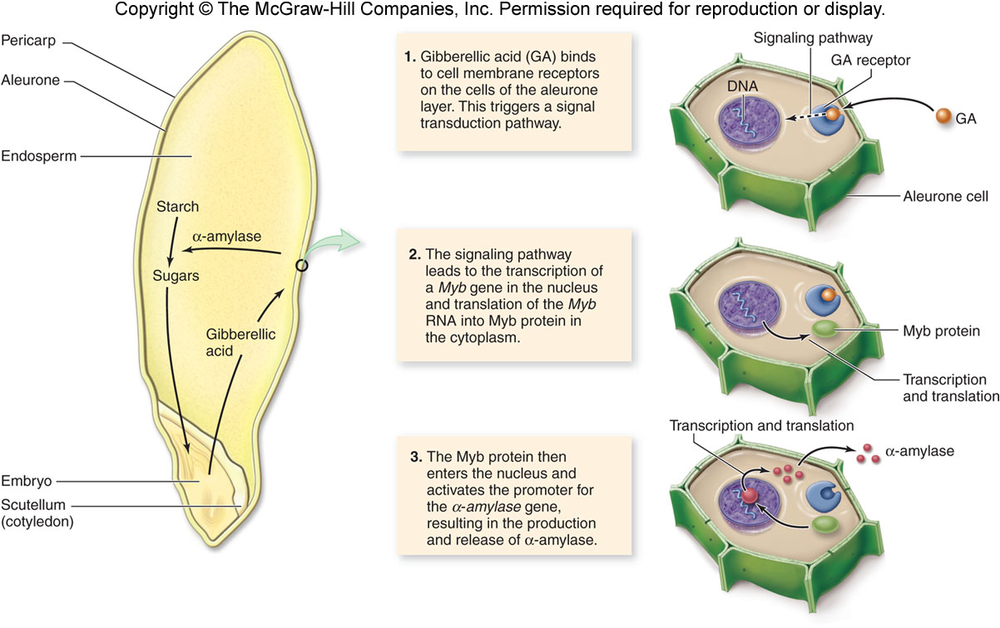 Copyright © The McGraw-Hill Companies, Inc. Permission required for reproduction or display.
Pericarp
Aleurone
Endosperm
Starch
α-amylase
Sugars
Gibberellic
acid
Embryo
Scutellum
(cotyledon)
1. Gibberellic acid (GA) binds
to cell membrane receptors
on the cells of the aleurone
layer. This triggers a signal
transduction pathway.
Signaling pathway
GA receptor
DNA
GA
Aleurone cell
2. The signaling pathway
leads to the transcription of
a Myb gene in the nucleus
and translation of the Myb
RNA into Myb protein in
the cytoplasm.
Myb protein
Transcription
and translation
3. The Myb protein then
enters the nucleus and
activates the promoter for
the α-amylase gene,
resulting in the production
and release of α-amylase.
Transcription and translation
α-amylase